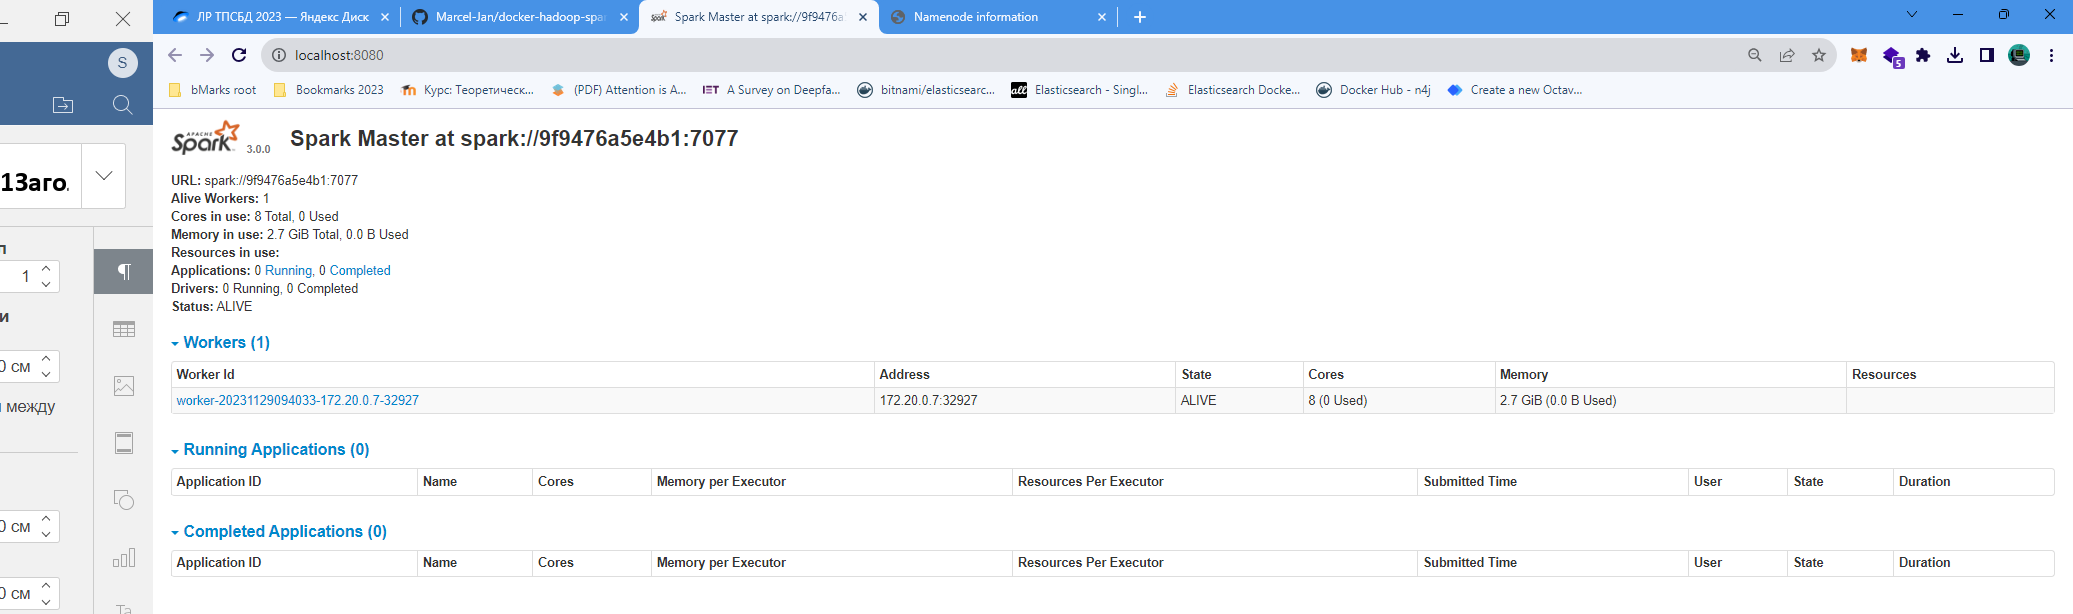 ЛР ТПСБД 2023 — Яндекс Диск
Marcel-Jan/docker-hadoop-spa
Spark Master at spark://9f9476a5
Namenode information
localhost:8080
S
5
bMarks root
Bookmarks 2023
Курс: Теоретическ...
(PDF) Attention is A...
IET A Survey on Deepfa...
bitnami/elasticsearc...
all Elasticsearch - Singl...
Elasticsearch Docke...
Docker Hub - n4j
Create a new Octav...
APACHE Spark 3.0.0
Spark Master at spark://9f9476a5e4b1:7077
URL: spark://9f9476a5e4b1:7077
Alive Workers: 1
Cores in use: 8 Total, 0 Used
Memory in use: 2.7 GiB Total, 0.0 B Used
Resources in use:
Applications: 0 Running, 0 Completed
Drivers: 0 Running, 0 Completed
Status: ALIVE
Workers (1)
Worker Id Address State Cores Memory Resources
worker-20231129094033-172.20.0.7-32927 172.20.0.7:32927 ALIVE 8 (0 Used) 2.7 GiB (0.0 B Used)
Running Applications (0)
Application ID Name Cores Memory per Executor Resources Per Executor Submitted Time User State Duration
Completed Applications (0)
Application ID Name Cores Memory per Executor Resources Per Executor Submitted Time User State Duration
1Заго.
п
1
и
0 см
между
0 см
0 см
Ta